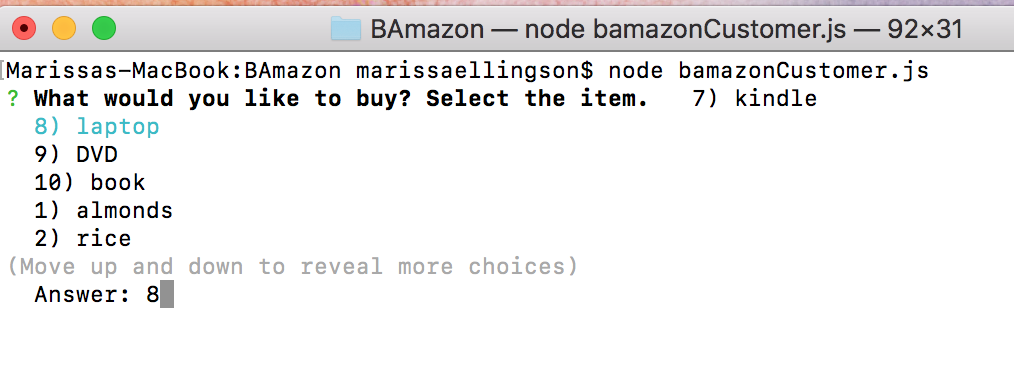 BAmazon — node bamazonCustomer.js — 92×31
Marissas-MacBook:BAmazon marissaellingson$ node bamazonCustomer.js
? What would you like to buy? Select the item.   7) kindle
  8) laptop
  9) DVD
  10) book
  1) almonds
  2) rice
(Move up and down to reveal more choices)
  Answer: 8